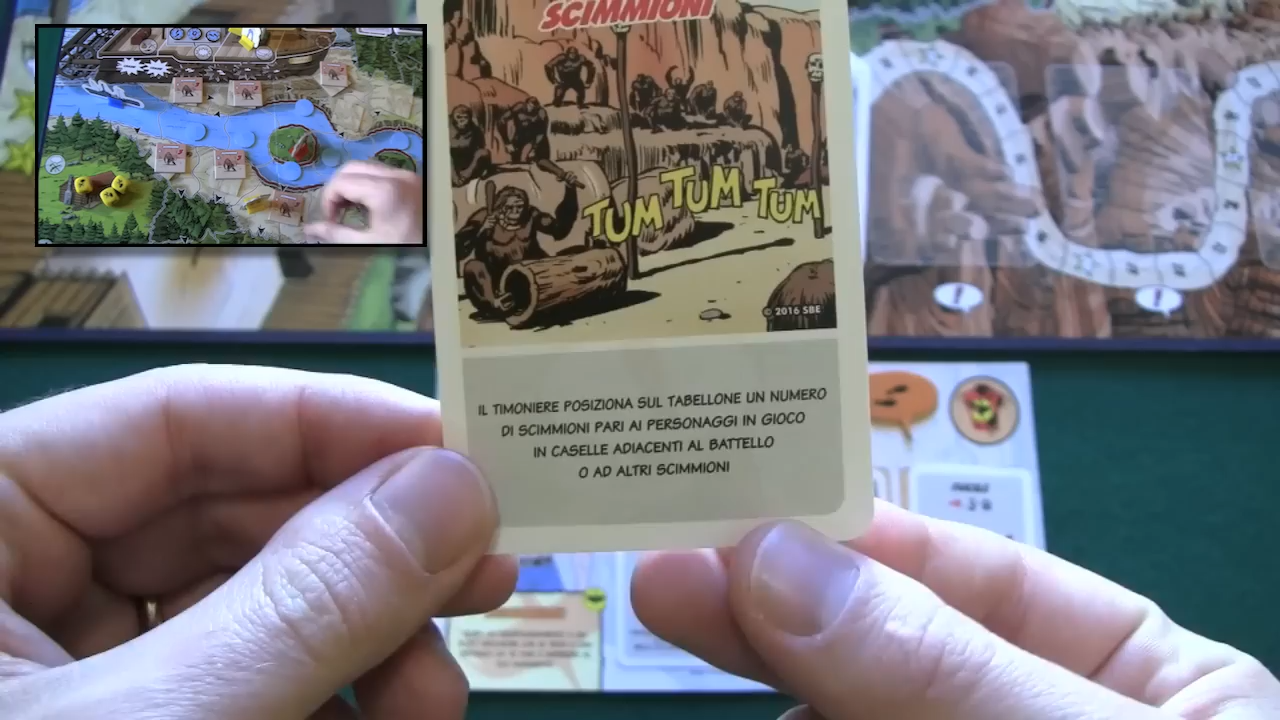 SCIMMIONI
TUM TUM TUM
© 2016 SBE
IL TIMONIERE POSIZIONA SUL TABELLONE UN NUMERO
DI SCIMMIONI PARI AI PERSONAGGI IN GIOCO
IN CASELLE ADIACENTI AL BATTELLO
O AD ALTRI SCIMMIONI